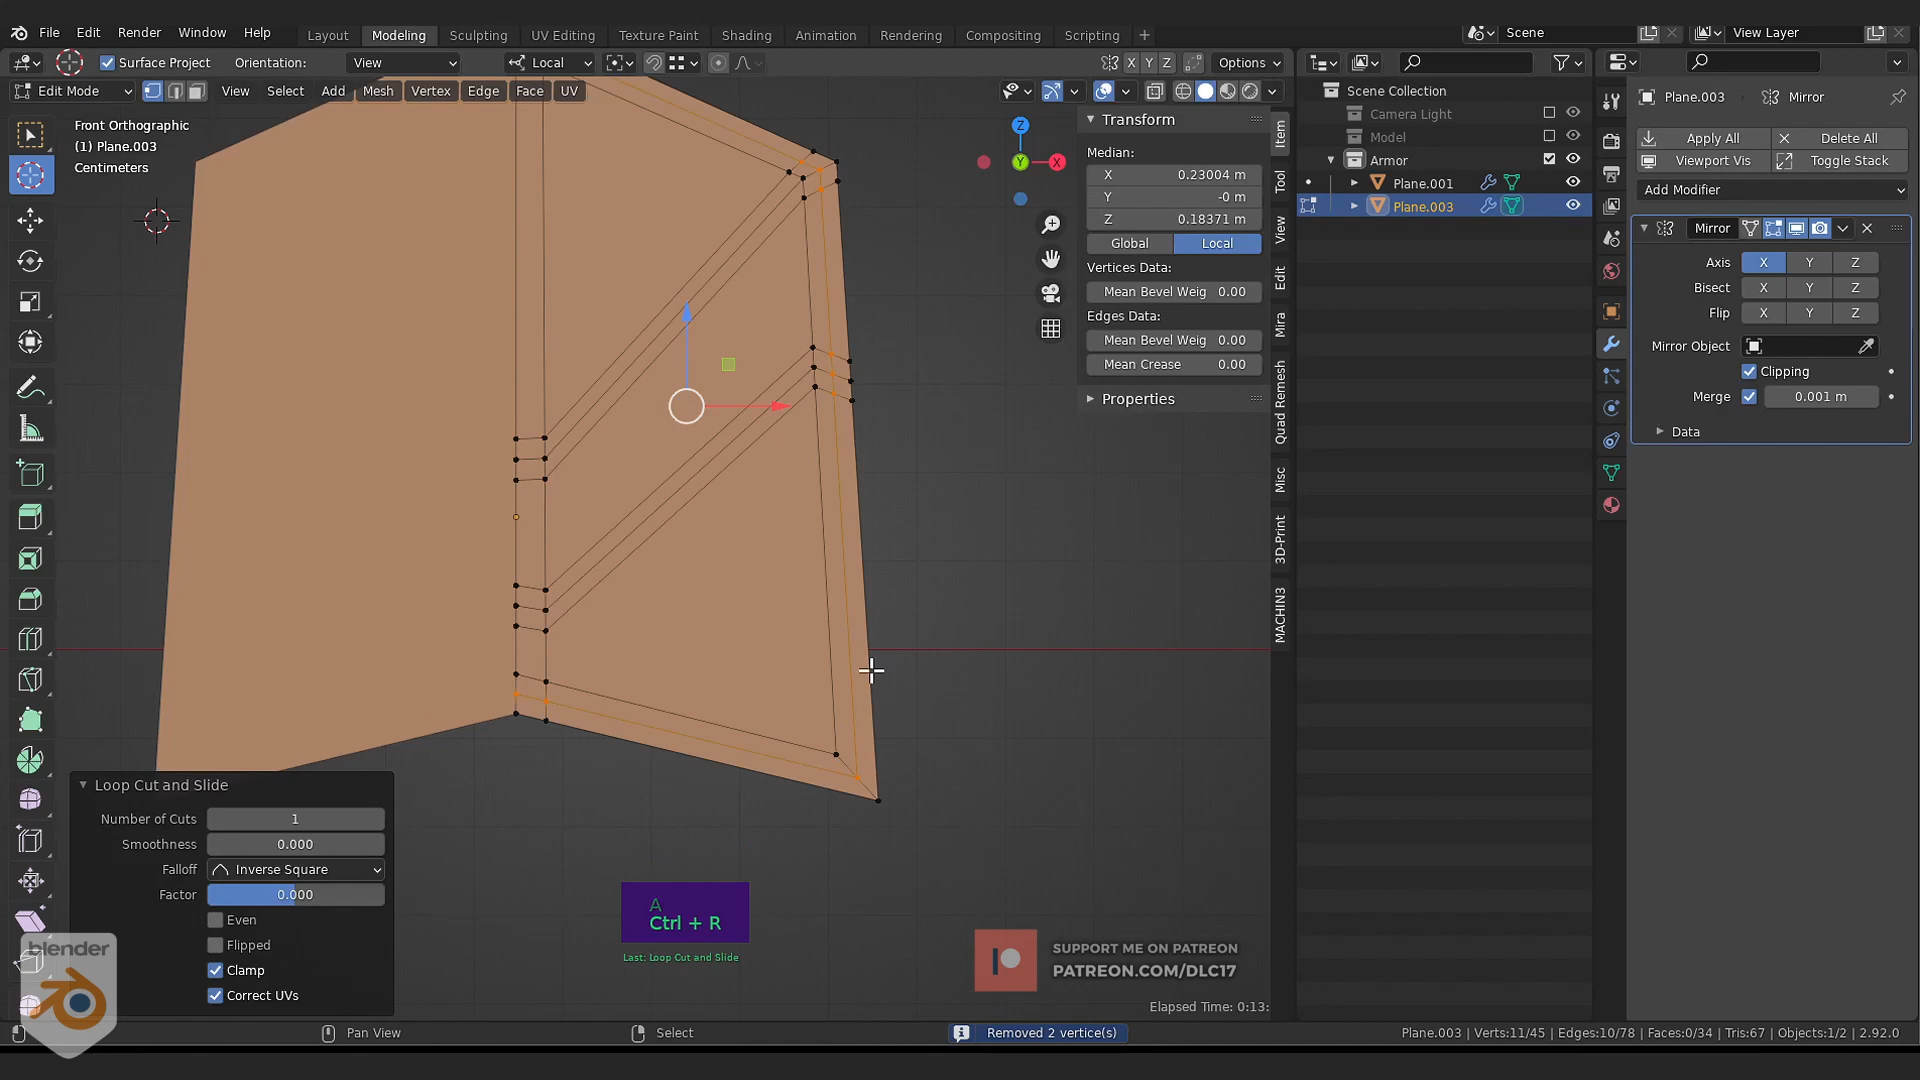 File Edit Render Window Help Layout Modeling Sculpting UV Editing Texture Paint Shading Animation Rendering Compositing Scripting + Scene View Layer
Surface Project Orientation: View Local X Y Z Options
Edit Mode View Select Add Mesh Vertex Edge Face UV
Front Orthographic
(1) Plane.003
Centimeters
Z
X
Y
Transform
Median:
X 0.23004 m
Y -0 m
Z 0.18371 m
Global Local
Vertices Data:
Mean Bevel Weig 0.00
Edges Data:
Mean Bevel Weig 0.00
Mean Crease 0.00
Properties
Item
Tool
View
Edit
Mira
Quad Remesh
Misc
3D-Print
MACHIN3
Scene Collection
Camera Light
Model
Armor
Plane.001
Plane.003
Plane.003 Mirror
Apply All Delete All
Viewport Vis Toggle Stack
Add Modifier
Mirror
Axis X Y Z
Bisect X Y Z
Flip X Y Z
Mirror Object
Clipping
Merge 0.001 m
Data
Loop Cut and Slide
Number of Cuts 1
Smoothness 0.000
Falloff Inverse Square
Factor 0.000
Even
Flipped
Clamp
Correct UVs
blender
A
Ctrl + R
Last: Loop Cut and Slide
SUPPORT ME ON PATREON
PATREON.COM/DLC17
Elapsed Time: 0:13:
Pan View Select Removed 2 vertice(s) Plane.003 | Verts:11/45 | Edges:10/78 | Faces:0/34 | Tris:67 | Objects:1/2 | 2.92.0